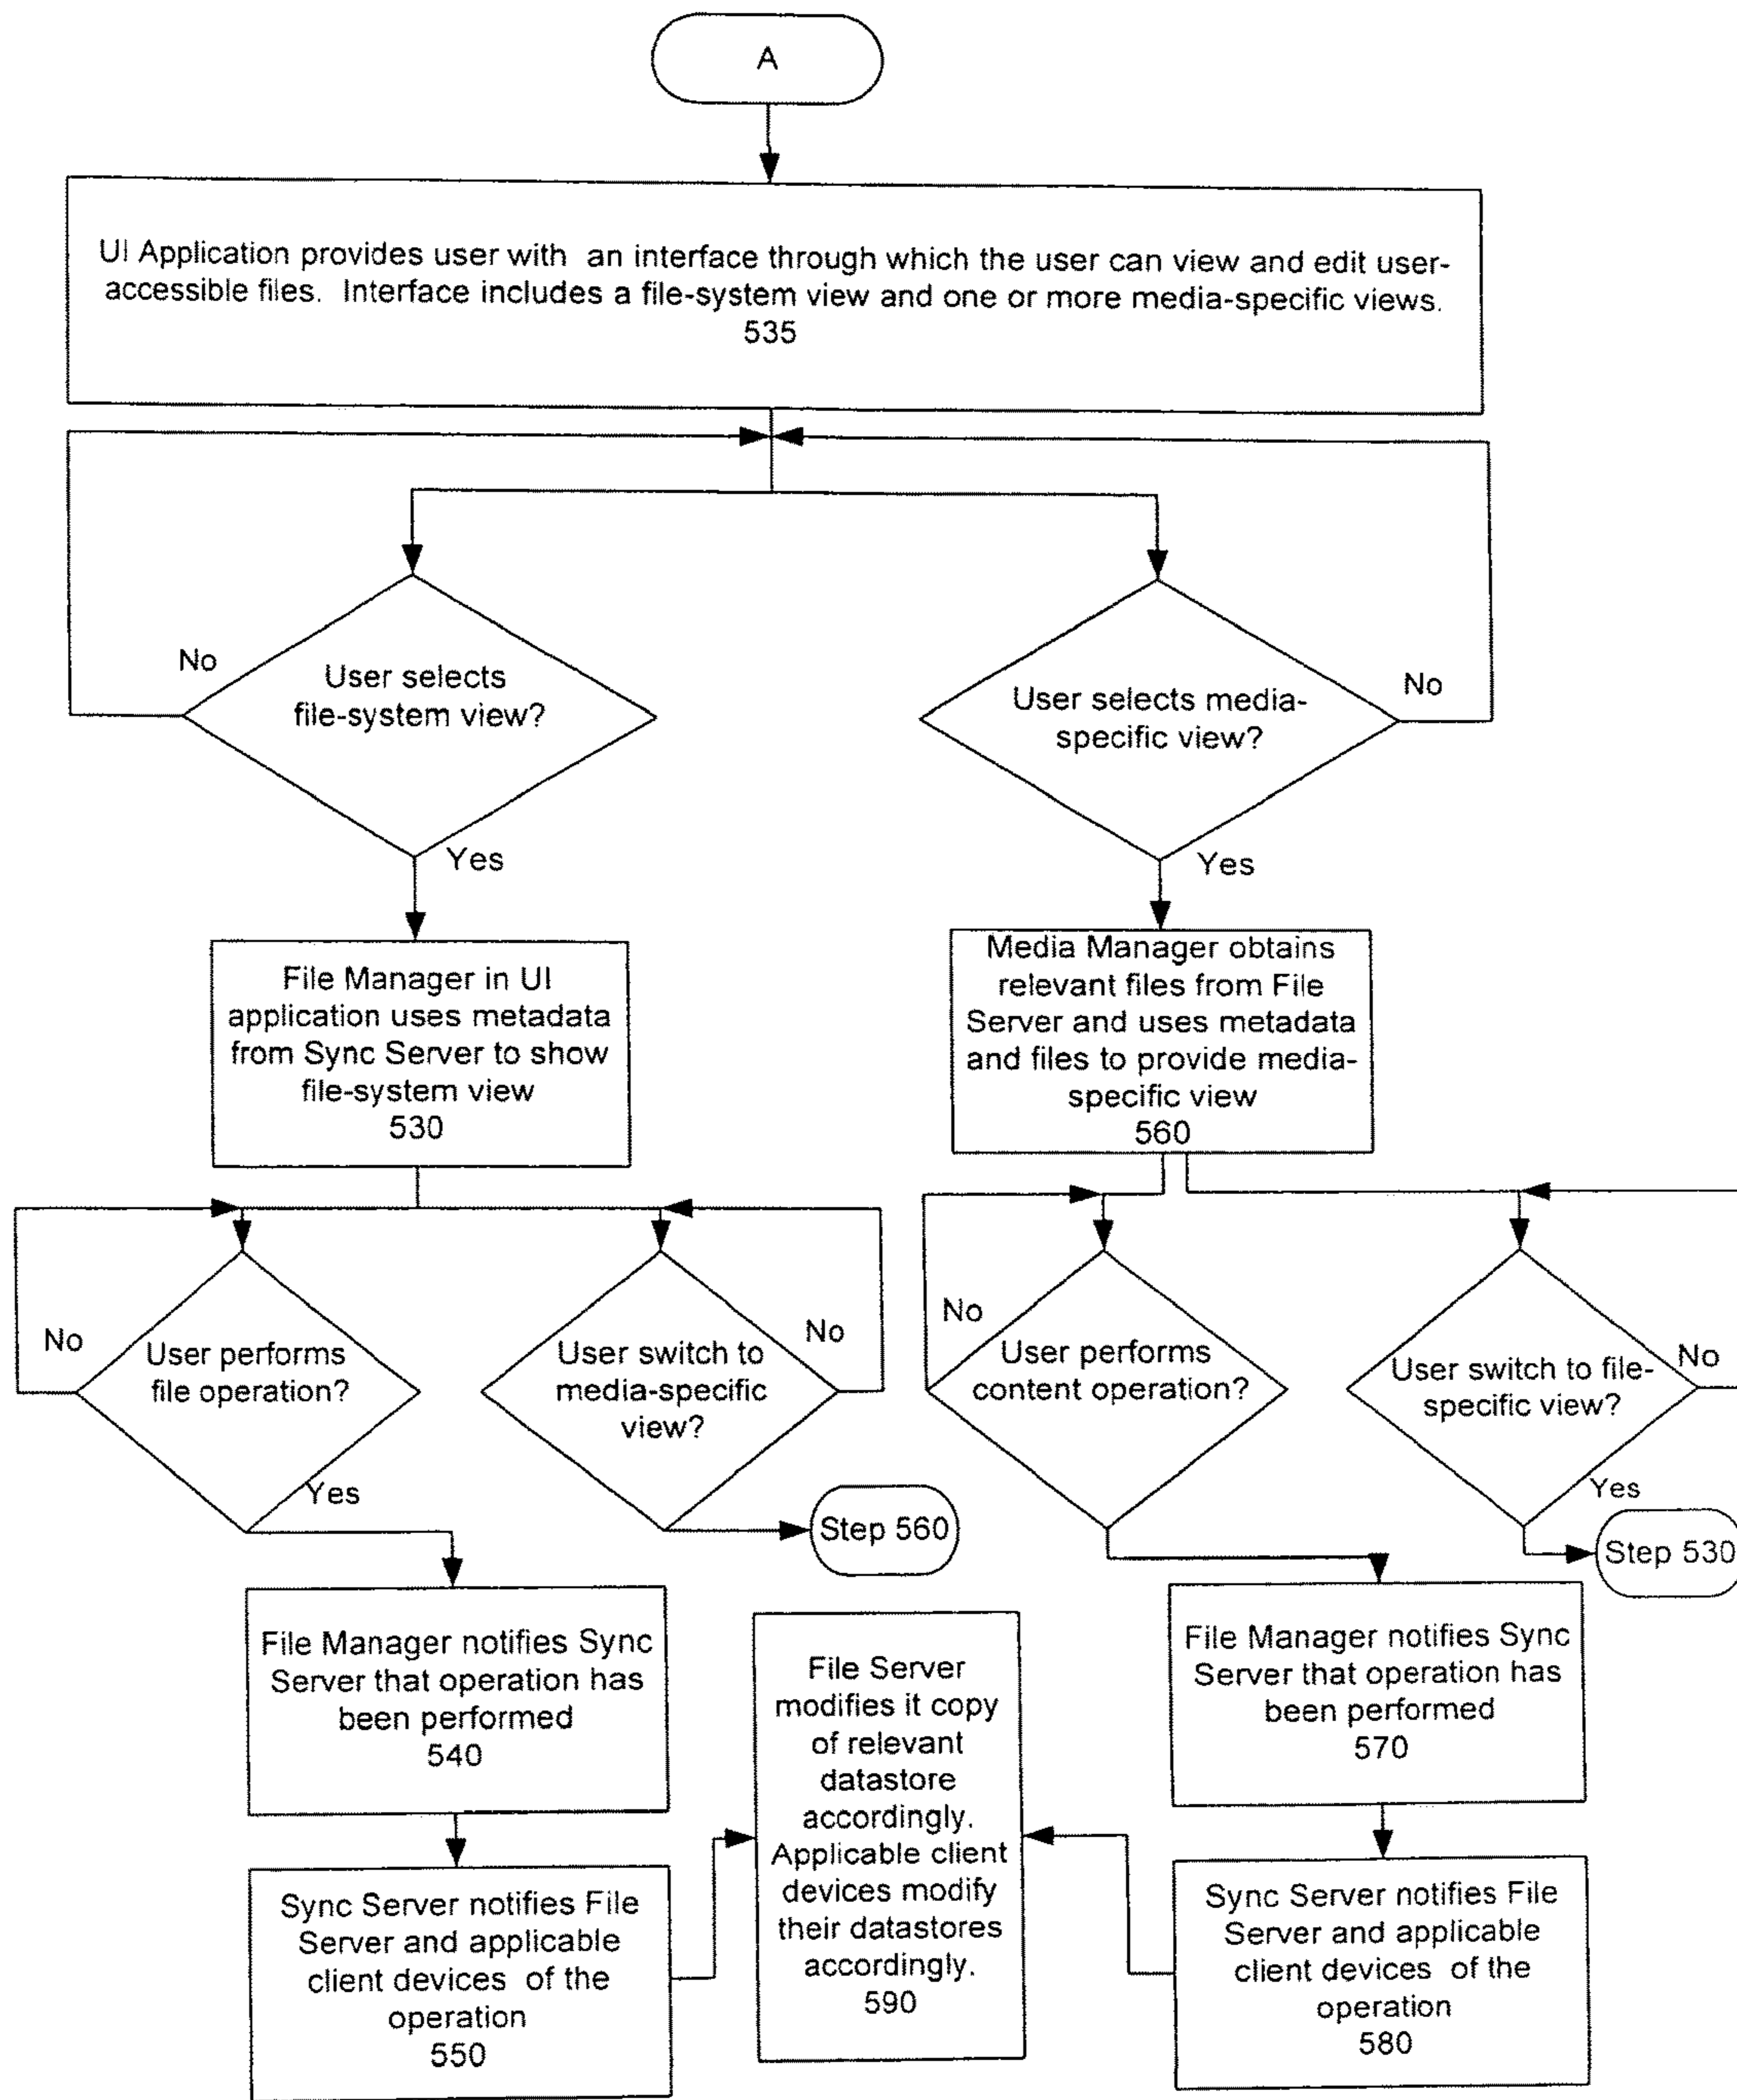 A
UI Application provides user with an interface through which the user can view and edit user-
accessible files. Interface includes a file-system view and one or more media-specific views.
535
No
User selects
file-system view?
Yes
No
User selects media-
specific view?
Yes
File Manager in UI
application uses metadata
from Sync Server to show
file-system view
530
Media Manager obtains
relevant files from File
Server and uses metadata
and files to provide media-
specific view
560
No
User performs
file operation?
Yes
No
User switch to
media-specific
view?
Step 560
No
User performs
content operation?
No
User switch to file-
specific view?
Yes
Step 530
File Manager notifies Sync
Server that operation has
been performed
540
File Server
modifies it copy
of relevant
datastore
accordingly.
Applicable client
devices modify
their datastores
accordingly.
590
File Manager notifies Sync
Server that operation has
been performed
570
Sync Server notifies File
Server and applicable
client devices of the
operation
550
Sync Server notifies File
Server and applicable
client devices of the
operation
580